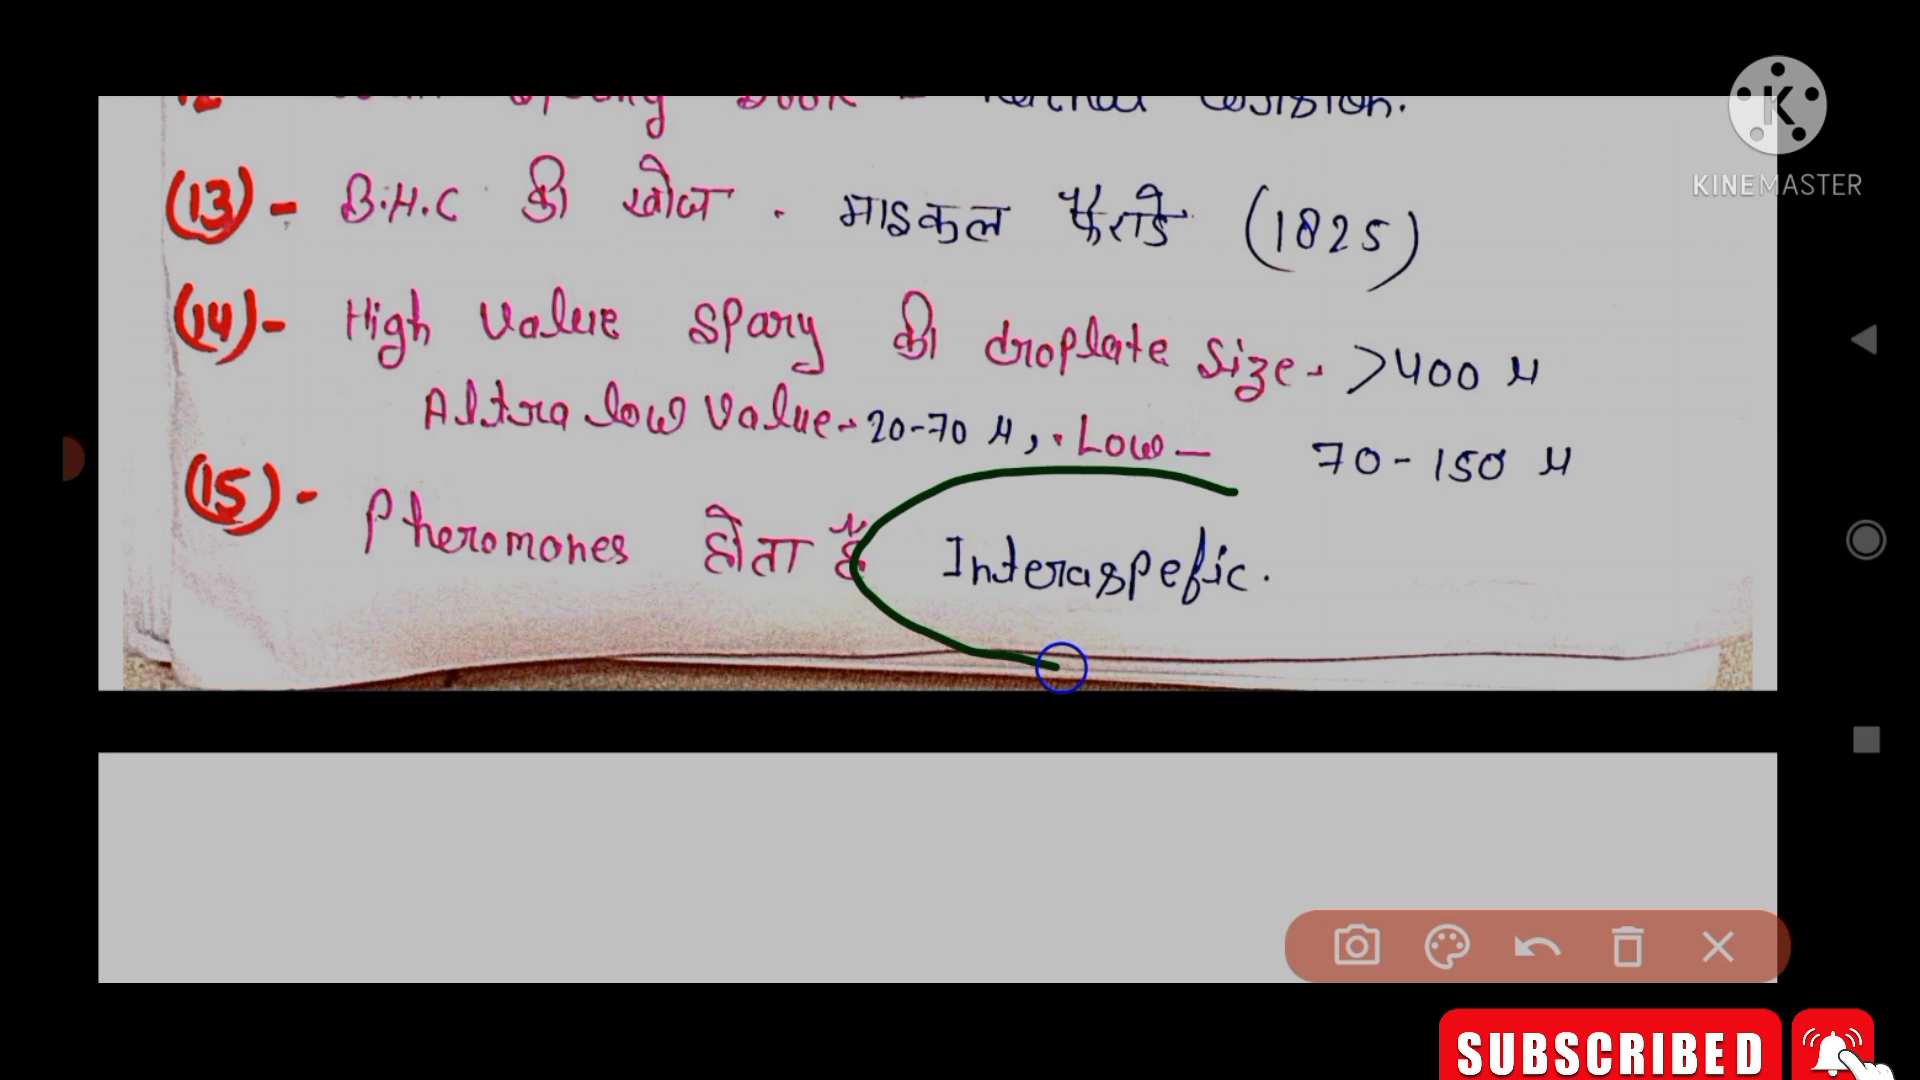 KINEMASTER
(13) - B.H.C की खोज - माइकल फैराडे (1825)
(14) - High Value Spary की droplate Size - >400 µ
Altra low Value - 20-70 µ, Low - 70-150 µ
(15) - Pheromones होता है Interaspefic.
SUBSCRIBED